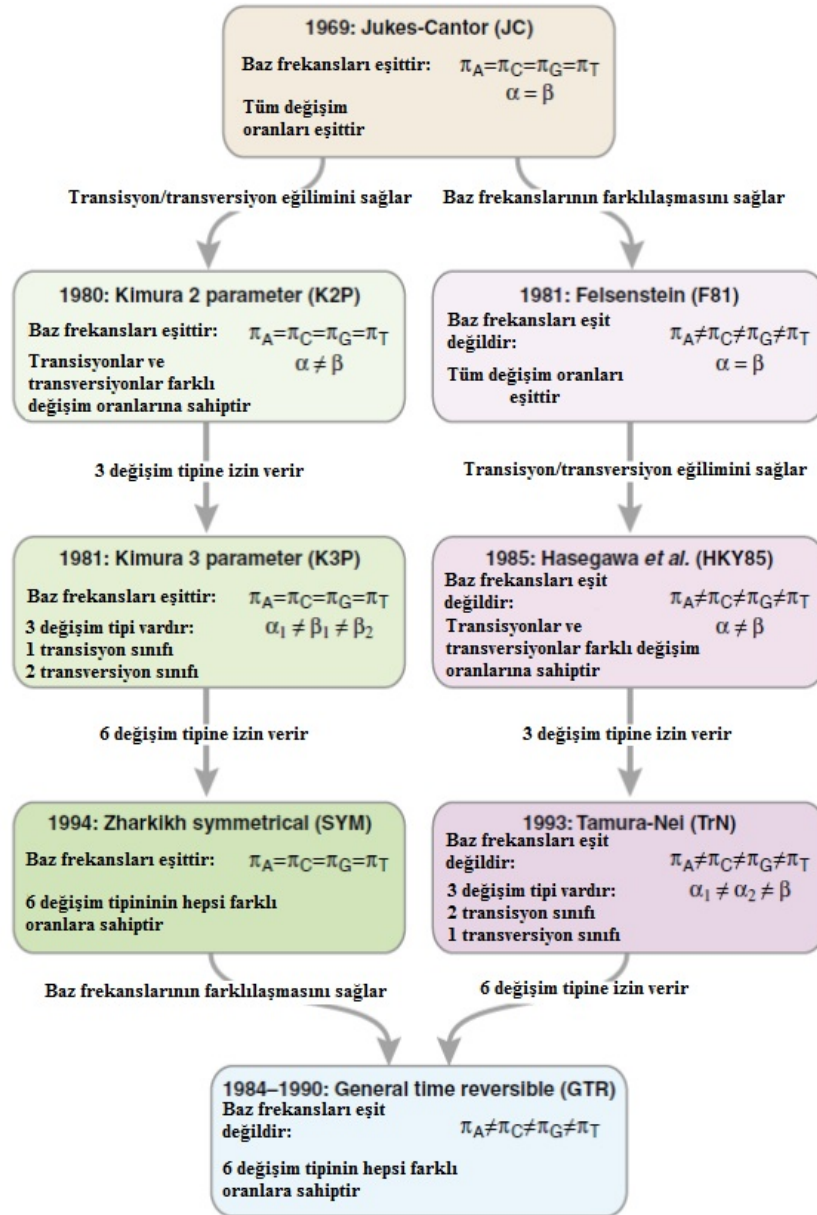 1969: Jukes-Cantor (JC)
Baz frekansları eşittir: πA=πC=πG=πT
α = β
Tüm değişim
oranları eşittir
Transisyon/transversiyon eğilimini sağlar
Baz frekanslarının farklılaşmasını sağlar
1980: Kimura 2 parameter (K2P)
Baz frekansları eşittir: πA=πC=πG=πT
Transisyonlar ve α ≠ β
transversiyonlar farklı
değişim oranlarına sahiptir
1981: Felsenstein (F81)
Baz frekansları eşit
değildir: πA≠πC≠πG≠πT
Tüm değişim oranları α = β
eşittir
3 değişim tipine izin verir
Transisyon/transversiyon eğilimini sağlar
1981: Kimura 3 parameter (K3P)
Baz frekansları eşittir: πA=πC=πG=πT
3 değişim tipi vardır: α1 ≠ β1 ≠ β2
1 transisyon sınıfı
2 transversiyon sınıfı
1985: Hasegawa et al. (HKY85)
Baz frekansları eşit
değildir: πA≠πC≠πG≠πT
Transisyonlar ve α ≠ β
transversiyonlar farklı değişim
oranlarına sahiptir
6 değişim tipine izin verir
3 değişim tipine izin verir
1994: Zharkikh symmetrical (SYM)
Baz frekansları eşittir: πA=πC=πG=πT
6 değişim tipininin hepsi farklı
oranlara sahiptir
1993: Tamura-Nei (TrN)
Baz frekansları eşit
değildir: πA≠πC≠πG≠πT
3 değişim tipi vardır: α1 ≠ α2 ≠ β
2 transisyon sınıfı
1 transversiyon sınıfı
Baz frekanslarının farklılaşmasını sağlar
6 değişim tipine izin verir
1984–1990: General time reversible (GTR)
Baz frekansları eşit
değildir: πA≠πC≠πG≠πT
6 değişim tipinin hepsi farklı
oranlara sahiptir